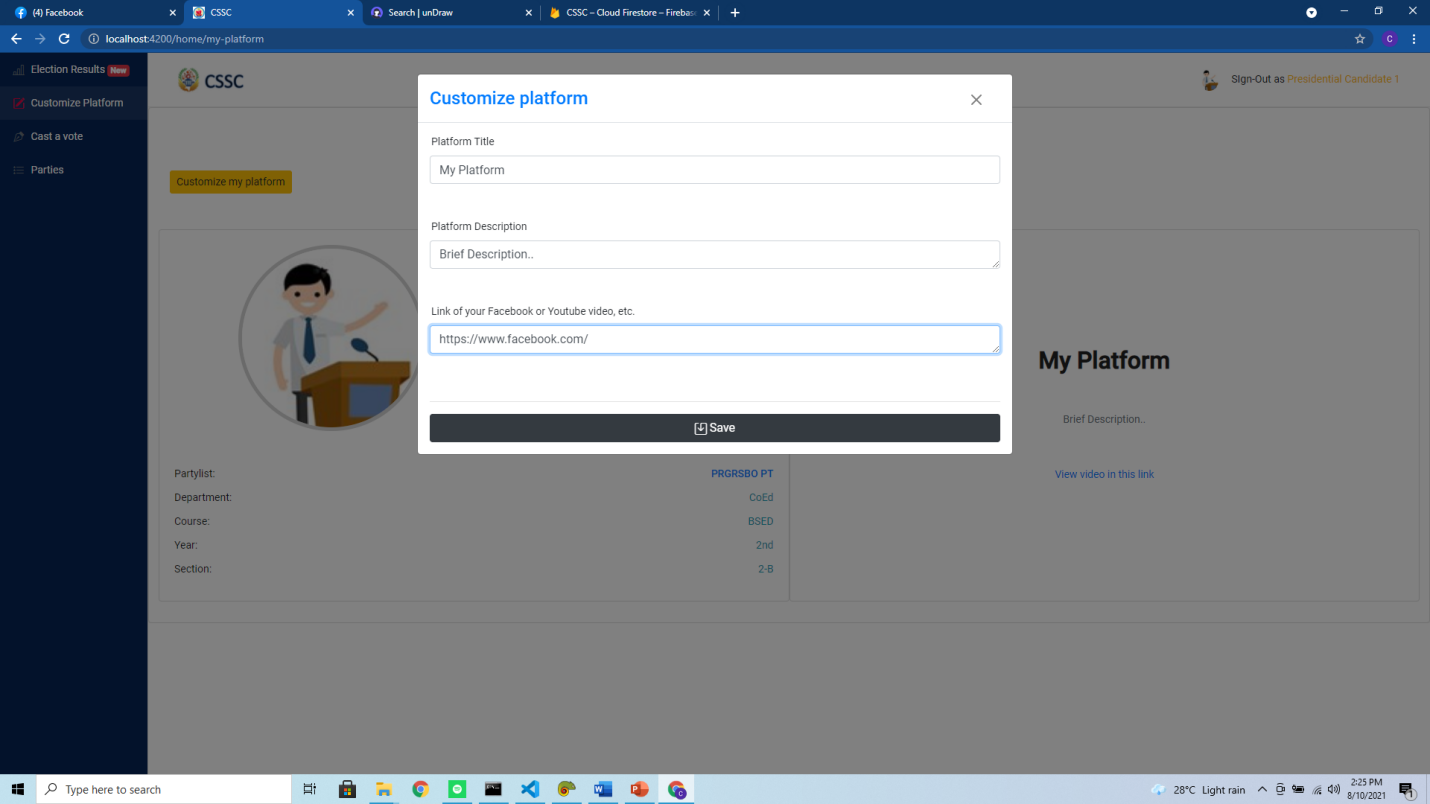 (4) Facebook
CSSC
Search | unDraw
CSSC – Cloud Firestore – Firebase
localhost:4200/home/my-platform
C
Election Results New
Customize Platform
Cast a vote
Parties
CSSC
SIgn-Out as Presidential Candidate 1
Customize my platform
Customize platform
Platform Title
My Platform
Platform Description
Brief Description..
Link of your Facebook or Youtube video, etc.
https://www.facebook.com/
Save
Partylist: PRGRSBO PT
Department: CoEd
Course: BSED
Year: 2nd
Section: 2-B
My Platform
Brief Description..
View video in this link
Type here to search
28°C Light rain
2:25 PM
8/10/2021
1